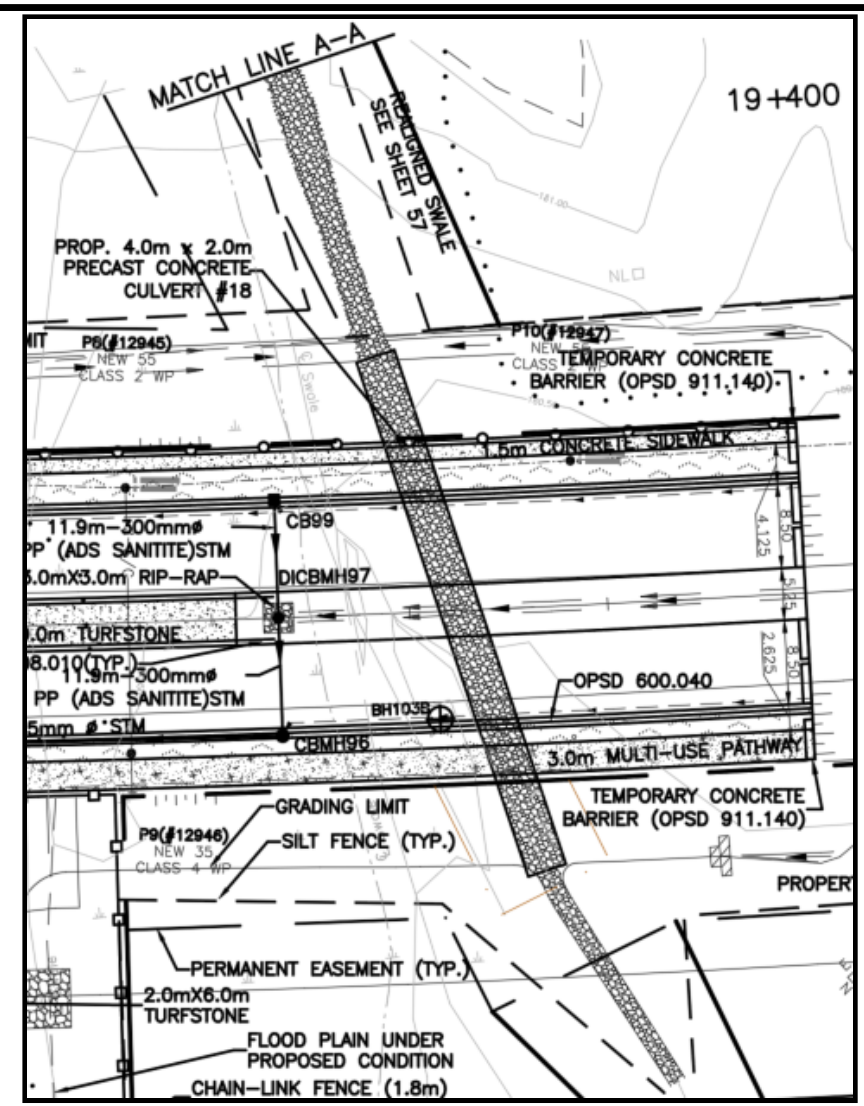 MATCH LINE A-A
REALIGNED SWALE
SEE SHEET 57
19+400
181.00
NL
PROP. 4.0m x 2.0m
PRECAST CONCRETE
CULVERT #18
P8(#12945)
NEW 55
CLASS 2 WP
℄ Swale
P10(#12947)
NEW
TEMPORARY CONCRETE
BARRIER (OPSD 911.140)
1.5m CONCRETE SIDEWALK
11.9m-300mmø
PP (ADS SANITITE)STM
CB99
3.0mX3.0m RIP-RAP
DICBMH97
8.50
4.125
5.25
2.625
8.50
.0m TURFSTONE
08.010(TYP.)
11.9m-300mmø
PP (ADS SANITITE)STM
OPSD 600.040
BH103B
5mm ø STM
CBMH96
3.0m MULTI-USE PATHWAY
GRADING LIMIT
TEMPORARY CONCRETE
BARRIER (OPSD 911.140)
P9(#12946)
NEW 35
CLASS 4 WP
SILT FENCE (TYP.)
PROPERT
PERMANENT EASEMENT (TYP.)
2.0mX6.0m
TURFSTONE
FLOOD PLAIN UNDER
PROPOSED CONDITION
CHAIN-LINK FENCE (1.8m)